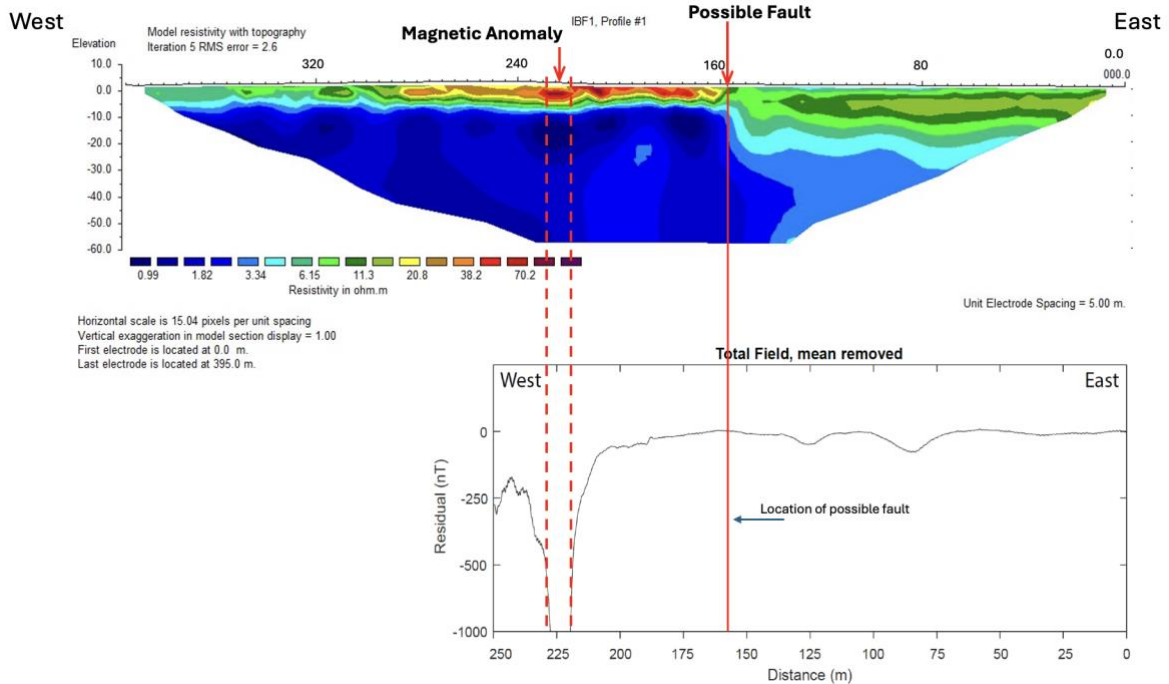 West
East
Possible Fault
Magnetic Anomaly
IBF1, Profile #1
Model resistivity with topography
Iteration 5 RMS error = 2.6
Elevation
320 240 160 80 0.0
000.0
10.0
0.0
-10.0
-20.0
-30.0
-40.0
-50.0
-60.0
0.99 1.82 3.34 6.15 11.3 20.8 38.2 70.2
Resistivity in ohm.m
Unit Electrode Spacing = 5.00 m.
Horizontal scale is 15.04 pixels per unit spacing
Vertical exaggeration in model section display = 1.00
First electrode is located at 0.0 m.
Last electrode is located at 395.0 m.
Total Field, mean removed
West
East
0
-250
-500
-1000
Residual (nT)
Location of possible fault
250 225 200 175 150 125 100 75 50 25 0
Distance (m)